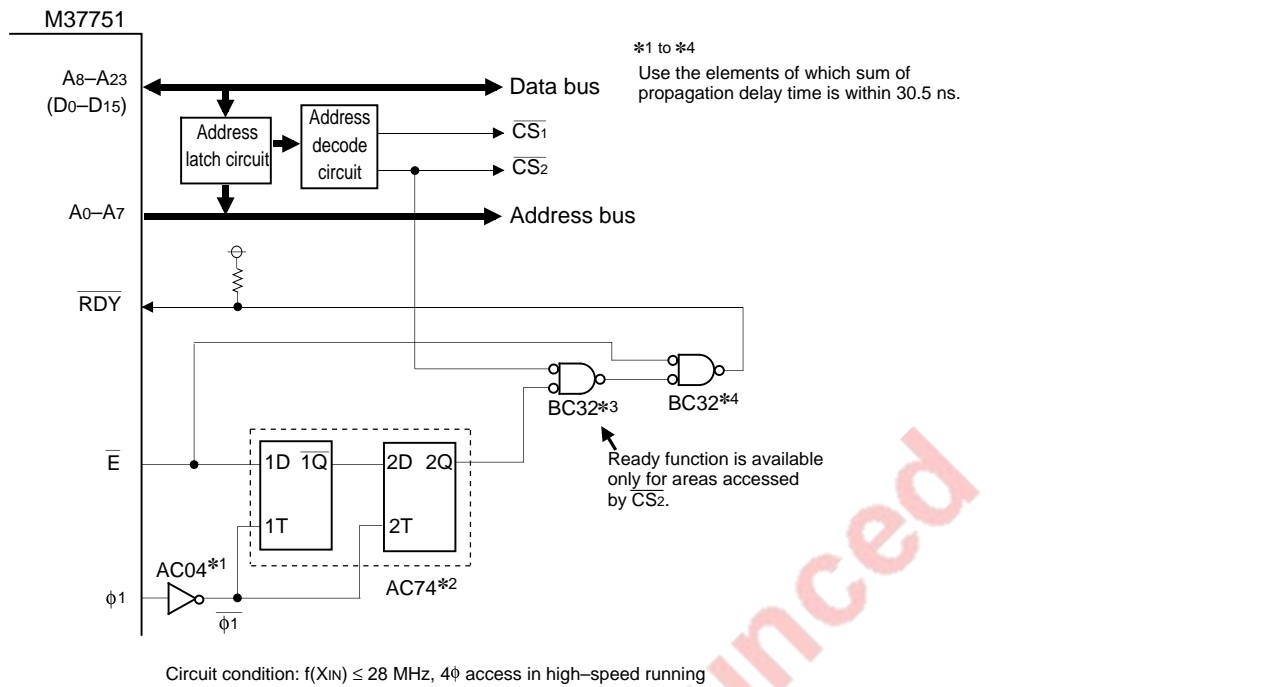 M37751
✽1 to ✽4
Use the elements of which sum of
propagation delay time is within 30.5 ns.
A8–A23
(D0–D15)
Data bus
Address
latch circuit
Address
decode
circuit
CS1
CS2
A0–A7
Address bus
RDY
BC32✽3
BC32✽4
Ready function is available
only for areas accessed
by CS2.
E
1D 1Q
2D 2Q
1T
2T
AC04✽1
AC74✽2
ϕ1
ϕ1
Circuit condition: f(XIN) ≤ 28 MHz, 4ϕ access in high–speed running